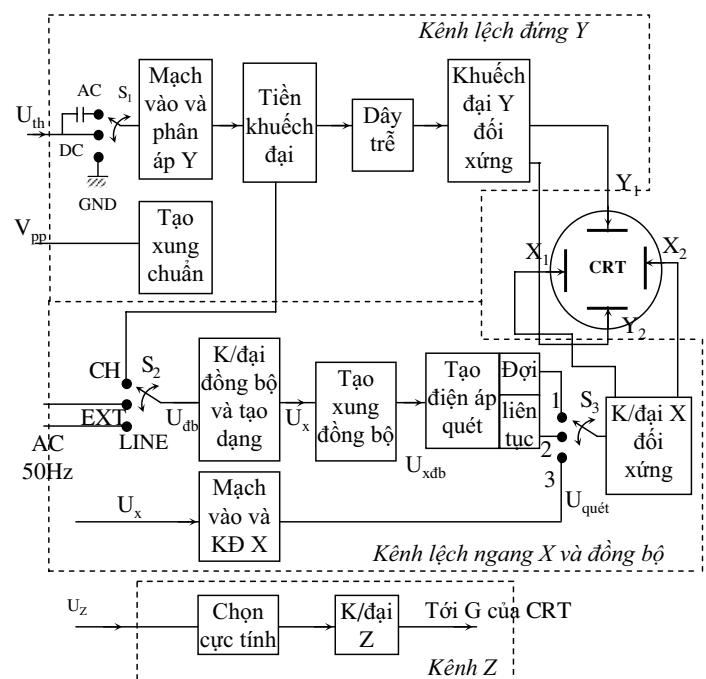 Kênh lệch đứng Y
AC
S1
Uth
DC
GND
Mạch
vào và
phân
áp Y
Tiền
khuếch
đại
Dây
trễ
Khuếch
đại Y
đối
xứng
Y1
Vpp
Tạo
xung
chuẩn
X1
CRT
X2
Y2
CH
S2
EXT
LINE
AC
50Hz
Uđb
K/đại
đồng bộ
và tạo
dạng
Ux
Tạo
xung
đồng bộ
Uxđb
Tạo
điện áp
quét
Đợi
liên
tục
1
2
3
S3
Uquét
K/đại X
đối
xứng
Ux
Mạch
vào và
KĐ X
Kênh lệch ngang X và đồng bộ
UZ
Chọn
cực tính
K/đại
Z
Tới G của CRT
Kênh Z